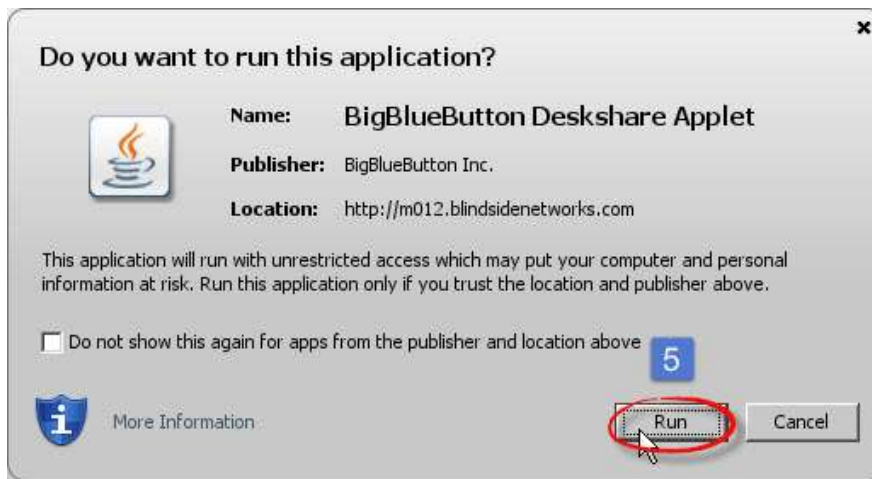 Do you want to run this application?
Name: BigBlueButton Deskshare Applet
Publisher: BigBlueButton Inc.
Location: http://m012.blindsidenetworks.com
This application will run with unrestricted access which may put your computer and personal
information at risk. Run this application only if you trust the location and publisher above.
Do not show this again for apps from the publisher and location above
5
More Information
Run
Cancel